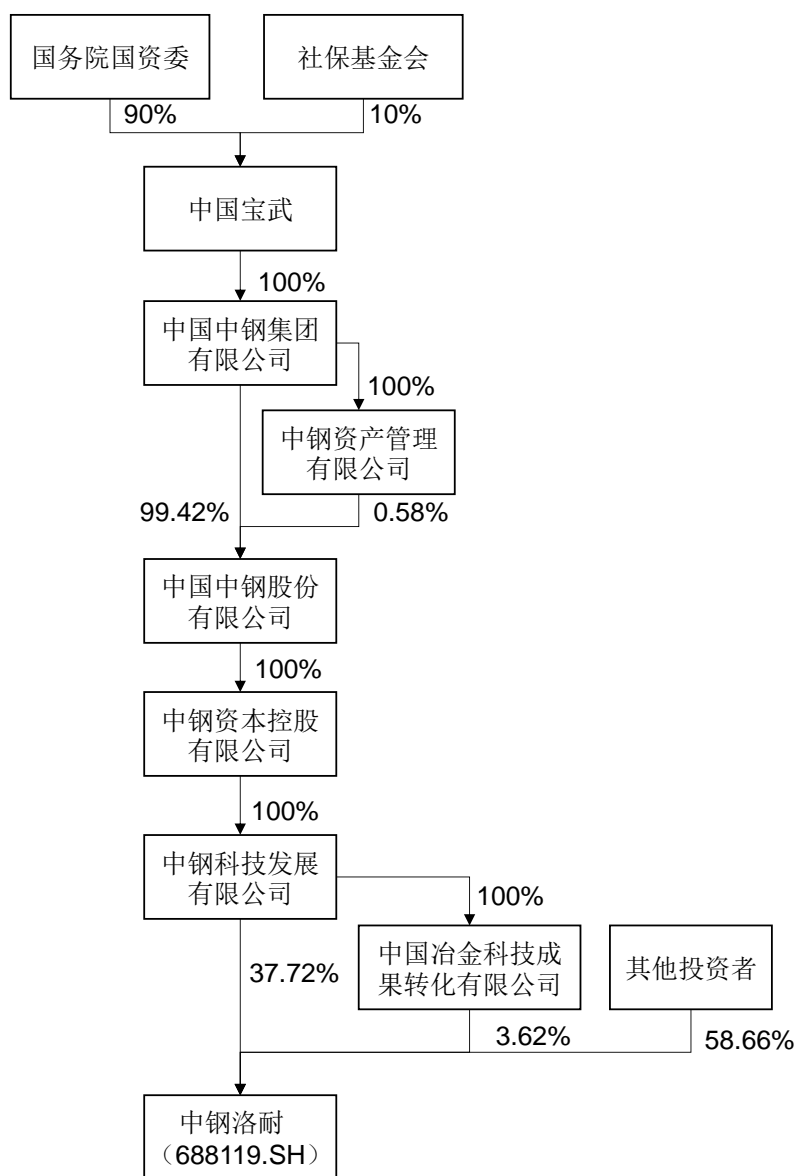 国务院国资委
社保基金会
90%
10%
中国宝武
100%
中国中钢集团
有限公司
100%
中钢资产管理
有限公司
99.42%
0.58%
中国中钢股份
有限公司
100%
中钢资本控股
有限公司
100%
中钢科技发展
有限公司
100%
中国冶金科技成
果转化有限公司
其他投资者
37.72%
3.62%
58.66%
中钢洛耐
（688119.SH）